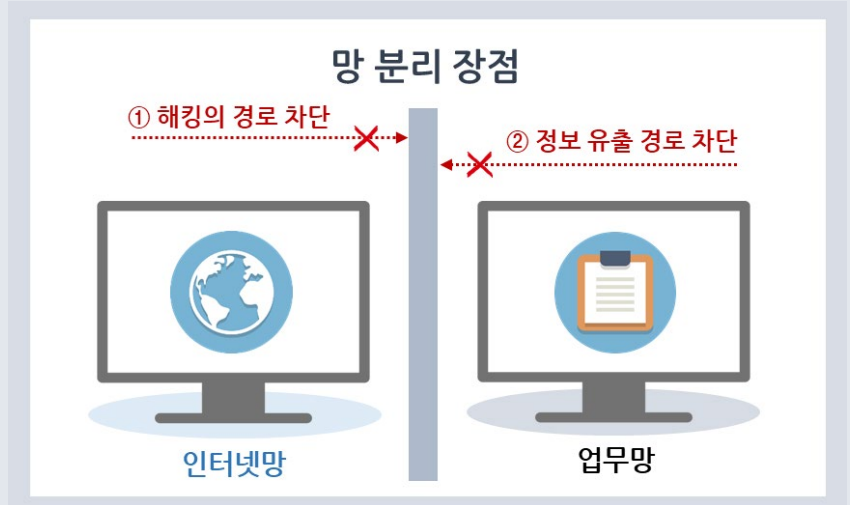 망 분리 장점
① 해킹의 경로 차단
② 정보 유출 경로 차단
인터넷망
업무망